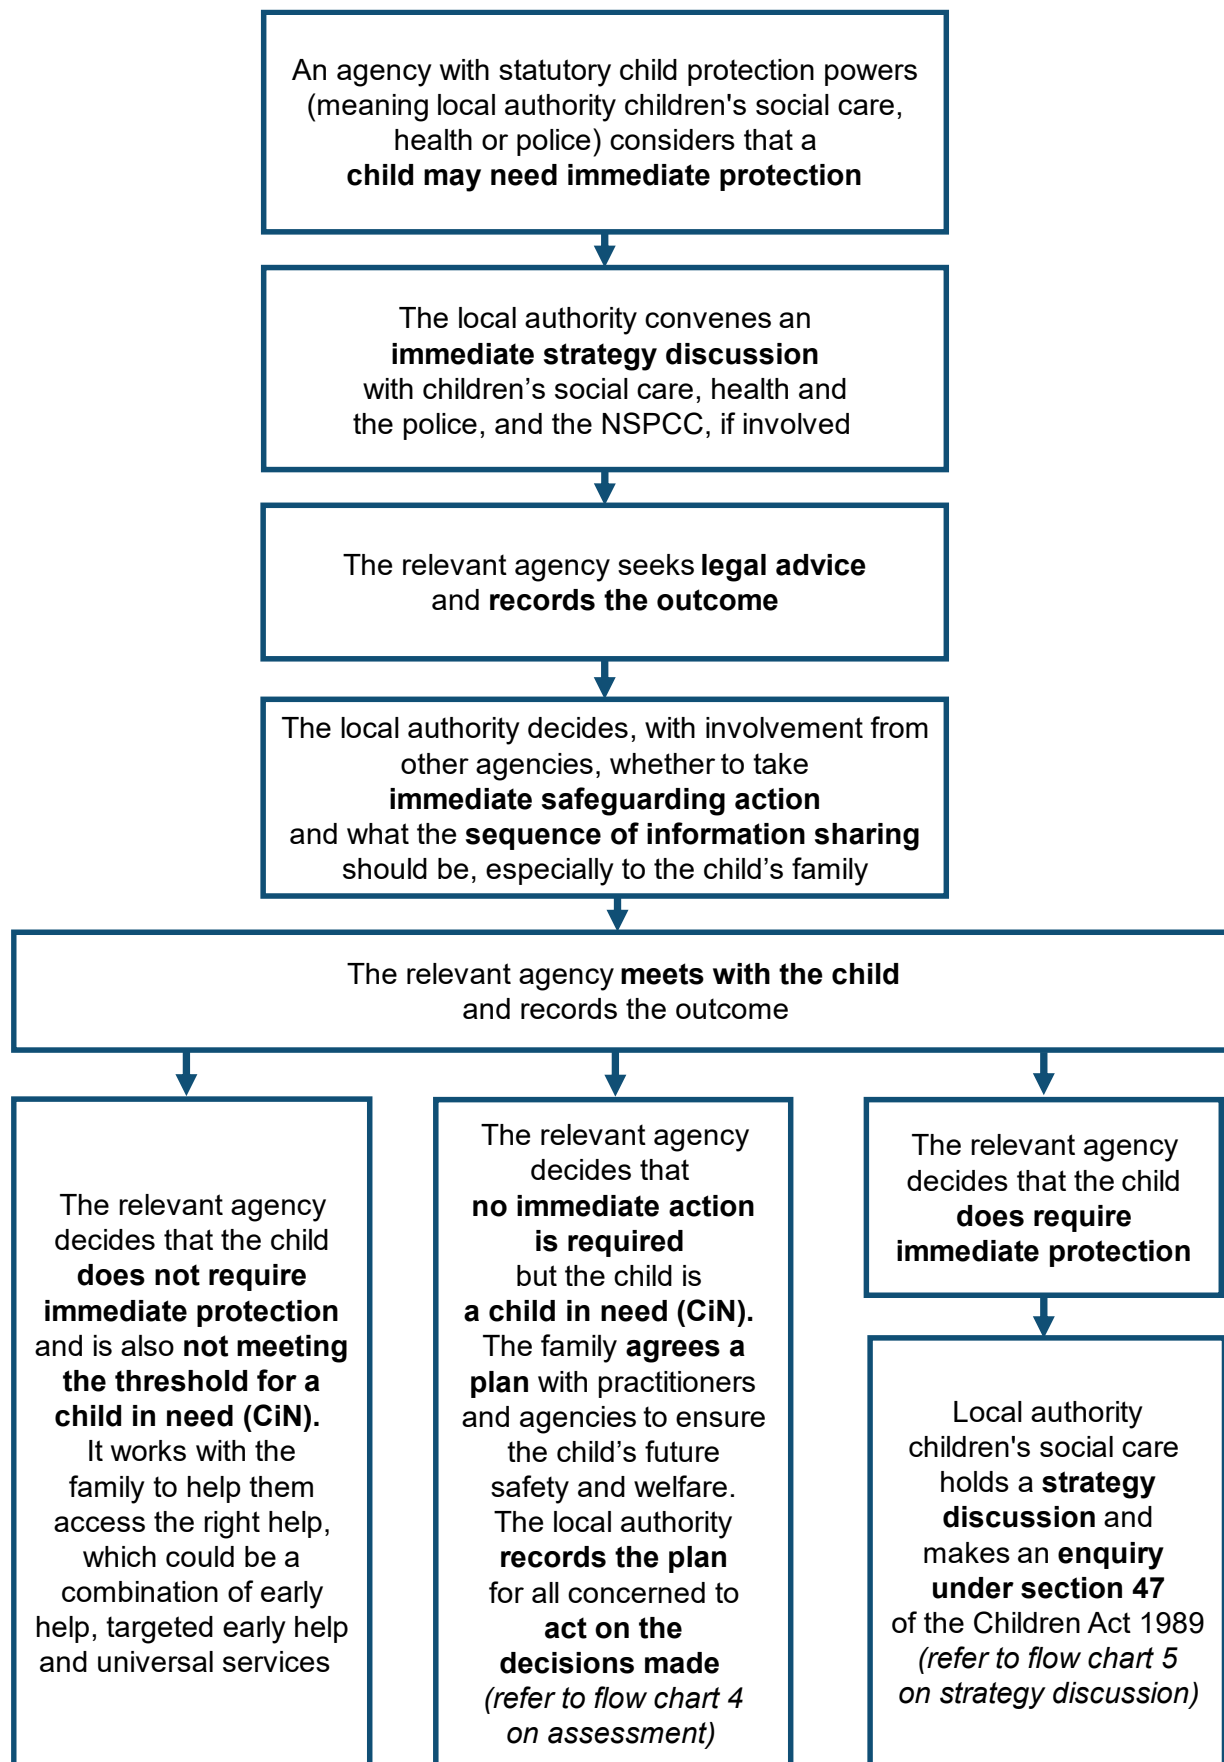 An agency with statutory child protection powers
(meaning local authority children's social care,
health or police) considers that a
child may need immediate protection
The local authority convenes an
immediate strategy discussion
with children’s social care, health and
the police, and the NSPCC, if involved
The relevant agency seeks legal advice
and records the outcome
The local authority decides, with involvement from
other agencies, whether to take
immediate safeguarding action
and what the sequence of information sharing
should be, especially to the child’s family
The relevant agency meets with the child
and records the outcome
The relevant agency
decides that the child
does not require
immediate protection
and is also not meeting
the threshold for a
child in need (CiN).
It works with the
family to help them
access the right help,
which could be a
combination of early
help, targeted early help
and universal services
The relevant agency
decides that
no immediate action
is required
but the child is
a child in need (CiN).
The family agrees a
plan with practitioners
and agencies to ensure
the child’s future
safety and welfare.
The local authority
records the plan
for all concerned to
act on the
decisions made
(refer to flow chart 4
on assessment)
The relevant agency
decides that the child
does require
immediate protection
Local authority
children's social care
holds a strategy
discussion and
makes an enquiry
under section 47
of the Children Act 1989
(refer to flow chart 5
on strategy discussion)